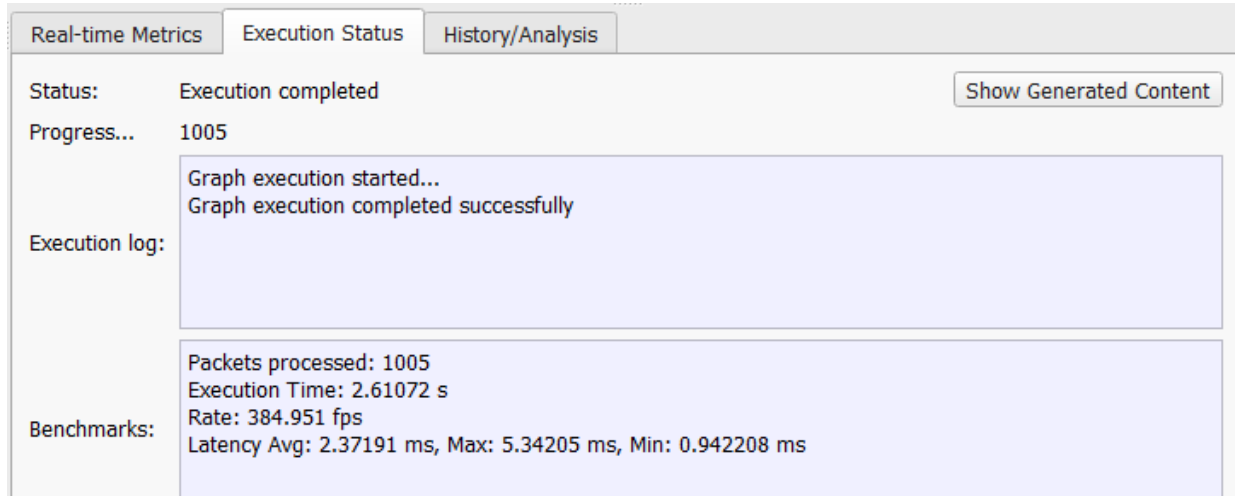 Real-time Metrics
Execution Status
History/Analysis
Status:
Execution completed
Show Generated Content
Progress...
1005
Execution log:
Graph execution started...
Graph execution completed successfully
Benchmarks:
Packets processed: 1005
Execution Time: 2.61072 s
Rate: 384.951 fps
Latency Avg: 2.37191 ms, Max: 5.34205 ms, Min: 0.942208 ms